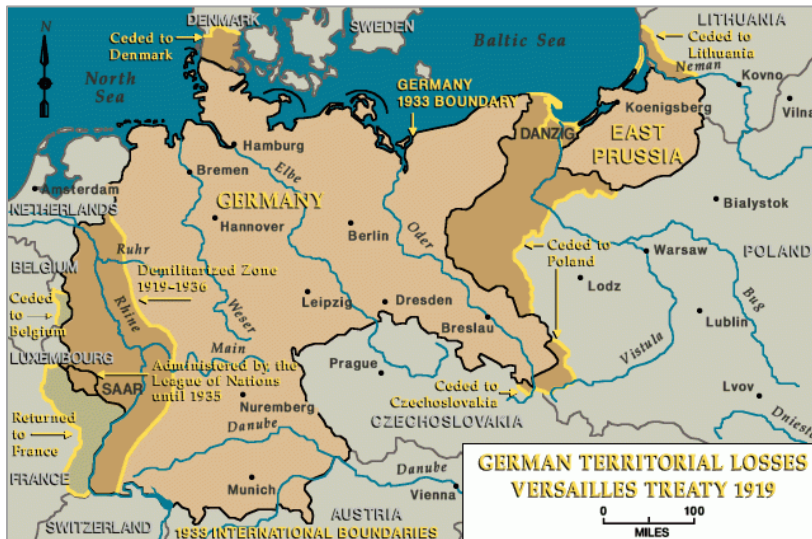 DENMARK
SWEDEN
LITHUANIA
N
Ceded to
Denmark
Baltic Sea
Ceded to
Lithuania
North
Sea
Neman
Kovno
GERMANY
1933 BOUNDARY
Koenigsberg
Vilna
DANZIG
EAST
PRUSSIA
Hamburg
Elbe
Bremen
Amsterdam
GERMANY
NETHERLANDS
Bialystok
Hannover
Berlin
Oder
Ruhr
Ceded to
Poland
Warsaw
POLAND
BELGIUM
Demilitarized Zone
1919-1936
Lodz
Bug
Rhine
Weser
Leipzig
Dresden
Ceded
to
Belgium
Breslau
Vistula
Lublin
Main
LUXEMBOURG
Administered by the
League of Nations
until 1935
Prague
SAAR
Ceded to
Czechoslovakia
Lvov
Nuremberg
Returned
to
France
CZECHOSLOVAKIA
Dniest
Danube
FRANCE
Danube
Munich
Vienna
SWITZERLAND
AUSTRIA
1933 INTERNATIONAL BOUNDARIES
GERMAN TERRITORIAL LOSSES
VERSAILLES TREATY 1919
0 100
MILES